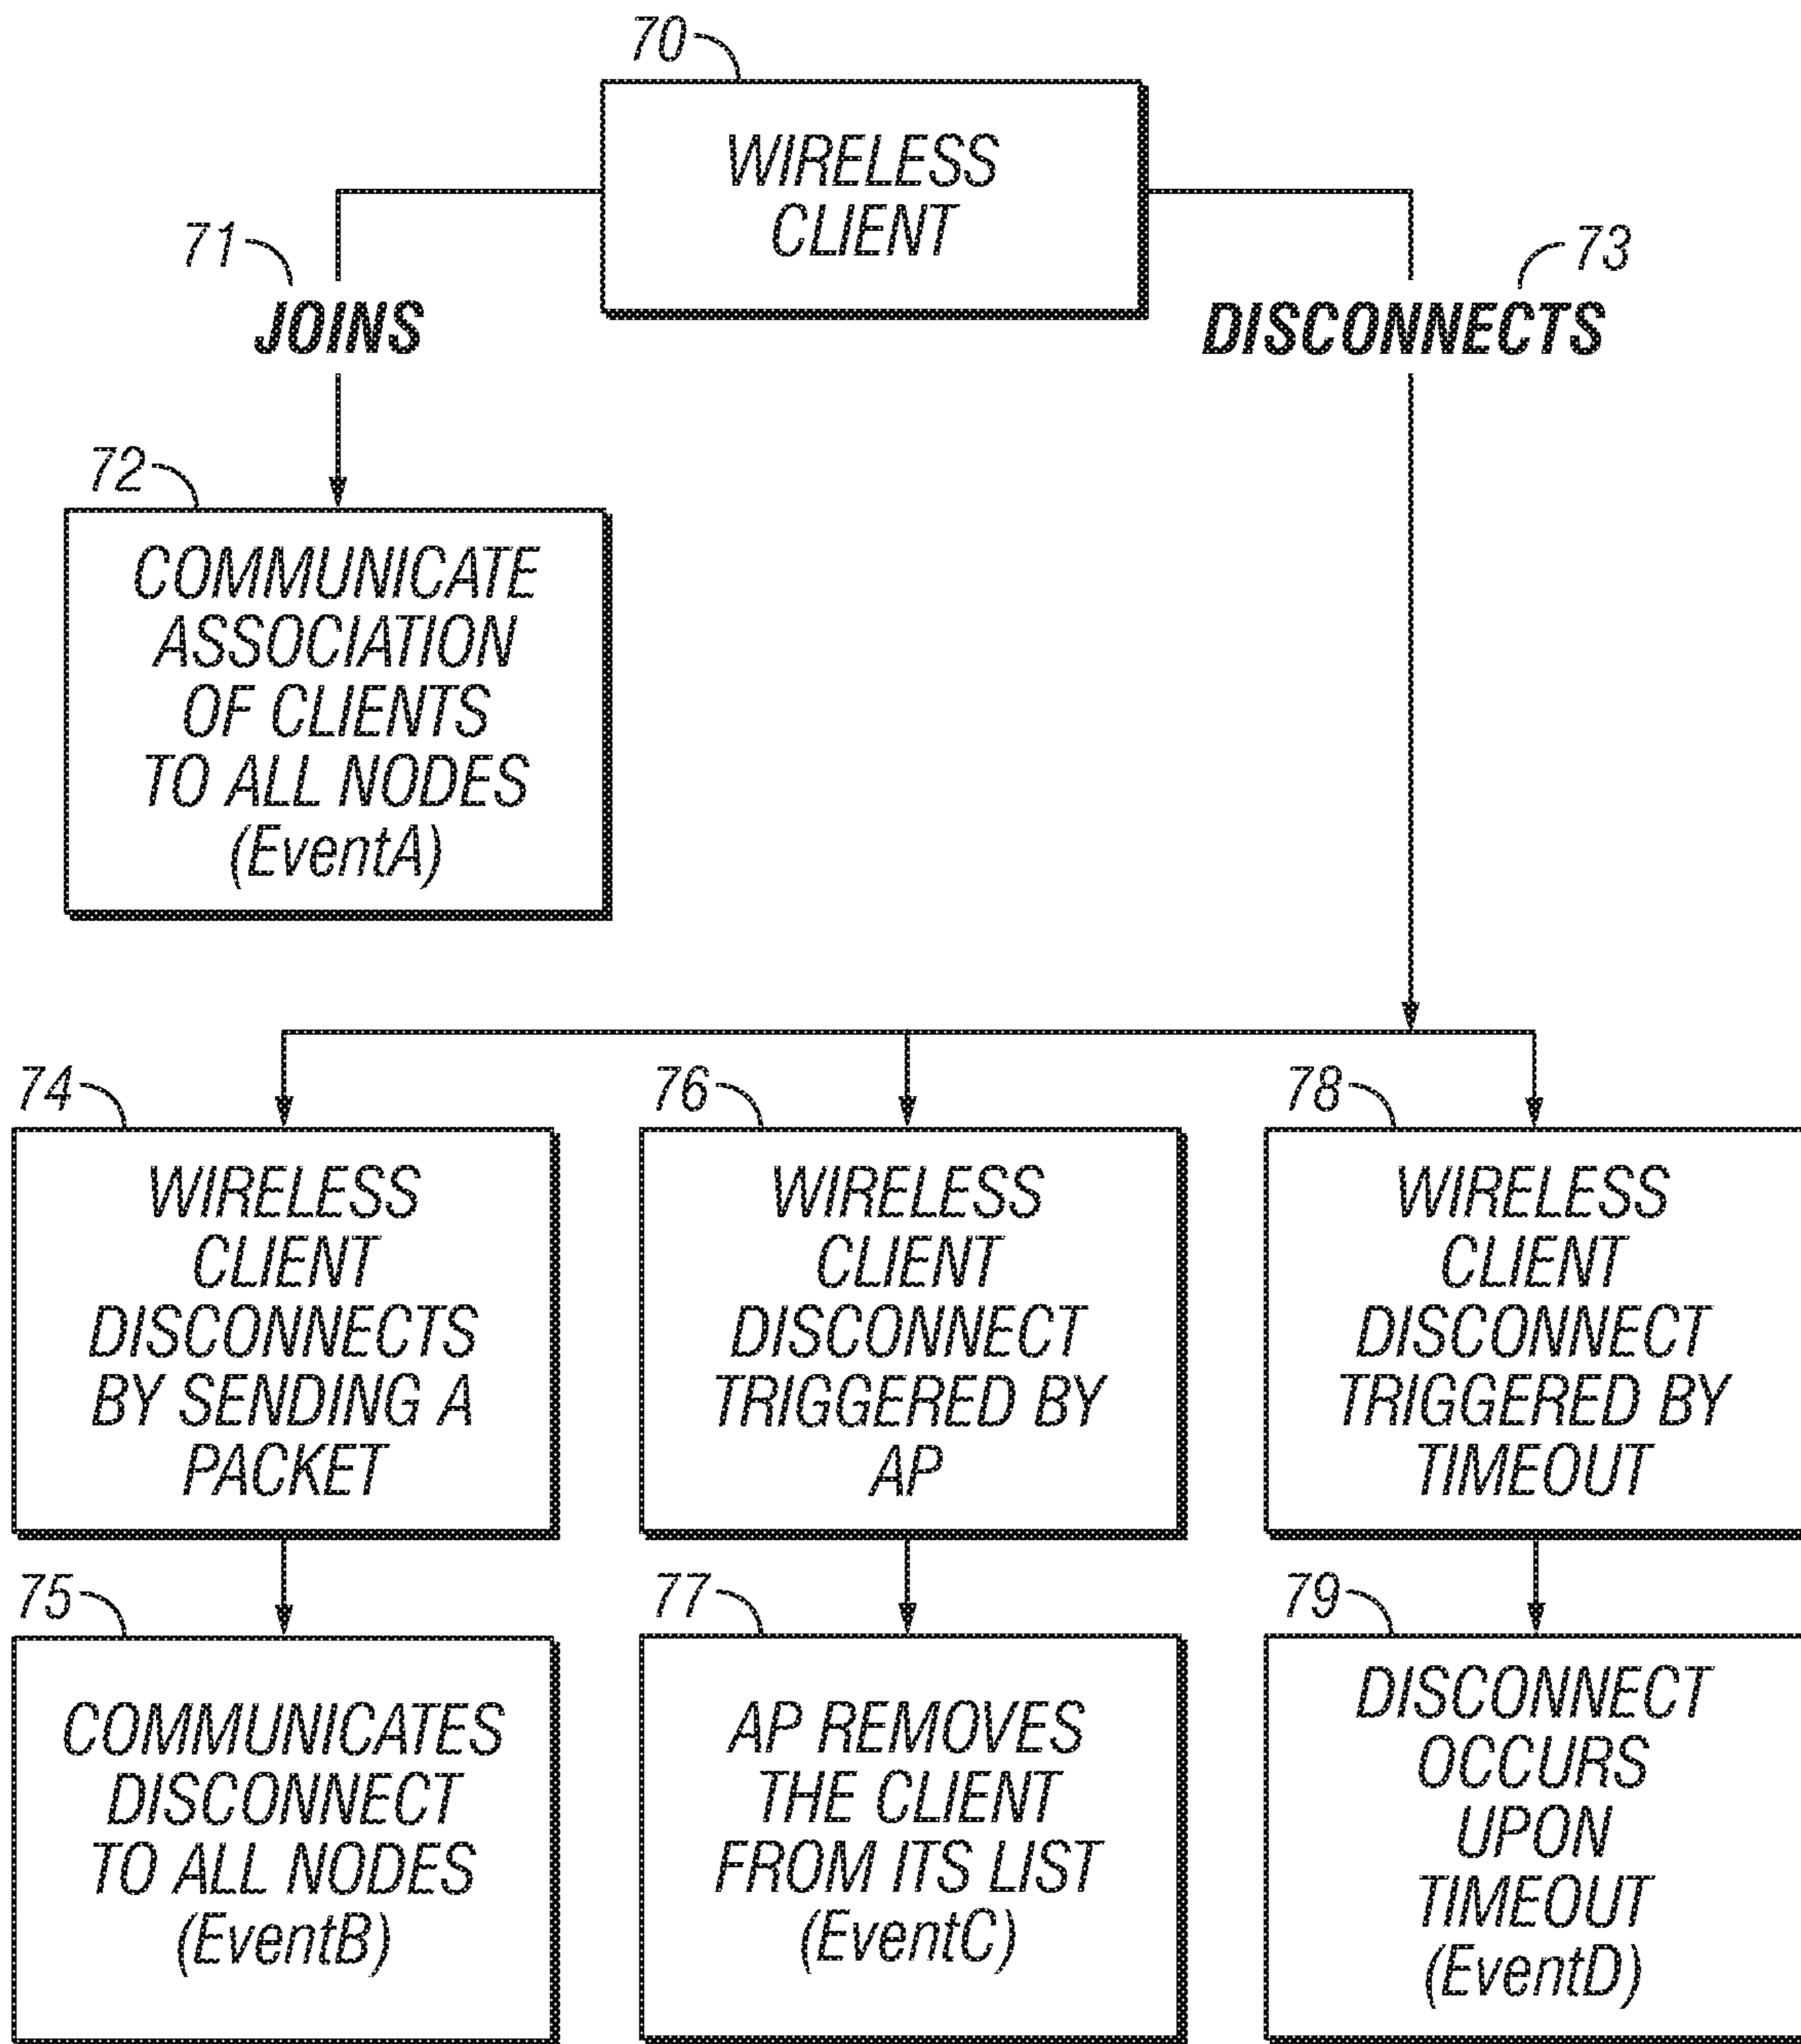 70
WIRELESS
CLIENT
71
JOINS
73
DISCONNECTS
72
COMMUNICATE
ASSOCIATION
OF CLIENTS
TO ALL NODES
(EventA)
74
WIRELESS
CLIENT
DISCONNECTS
BY SENDING A
PACKET
76
WIRELESS
CLIENT
DISCONNECT
TRIGGERED BY
AP
78
WIRELESS
CLIENT
DISCONNECT
TRIGGERED BY
TIMEOUT
75
COMMUNICATES
DISCONNECT
TO ALL NODES
(EventB)
77
AP REMOVES
THE CLIENT
FROM ITS LIST
(EventC)
79
DISCONNECT
OCCURS
UPON
TIMEOUT
(EventD)